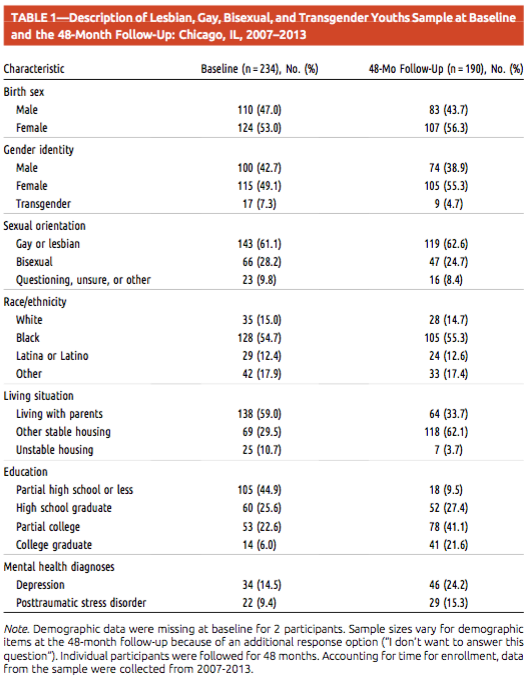 TABLE 1—Description of Lesbian, Gay, Bisexual, and Transgender Youths Sample at Baseline
and the 48-Month Follow-Up: Chicago, IL, 2007–2013
Characteristic Baseline (n = 234), No. (%) 48-Mo Follow-Up (n = 190), No. (%)
Birth sex
Male 110 (47.0) 83 (43.7)
Female 124 (53.0) 107 (56.3)
Gender identity
Male 100 (42.7) 74 (38.9)
Female 115 (49.1) 105 (55.3)
Transgender 17 (7.3) 9 (4.7)
Sexual orientation
Gay or lesbian 143 (61.1) 119 (62.6)
Bisexual 66 (28.2) 47 (24.7)
Questioning, unsure, or other 23 (9.8) 16 (8.4)
Race/ethnicity
White 35 (15.0) 28 (14.7)
Black 128 (54.7) 105 (55.3)
Latina or Latino 29 (12.4) 24 (12.6)
Other 42 (17.9) 33 (17.4)
Living situation
Living with parents 138 (59.0) 64 (33.7)
Other stable housing 69 (29.5) 118 (62.1)
Unstable housing 25 (10.7) 7 (3.7)
Education
Partial high school or less 105 (44.9) 18 (9.5)
High school graduate 60 (25.6) 52 (27.4)
Partial college 53 (22.6) 78 (41.1)
College graduate 14 (6.0) 41 (21.6)
Mental health diagnoses
Depression 34 (14.5) 46 (24.2)
Posttraumatic stress disorder 22 (9.4) 29 (15.3)
Note. Demographic data were missing at baseline for 2 participants. Sample sizes vary for demographic
items at the 48-month follow-up because of an additional response option ("I don't want to answer this
question"). Individual participants were followed for 48 months. Accounting for time for enrollment, data
from the sample were collected from 2007-2013.